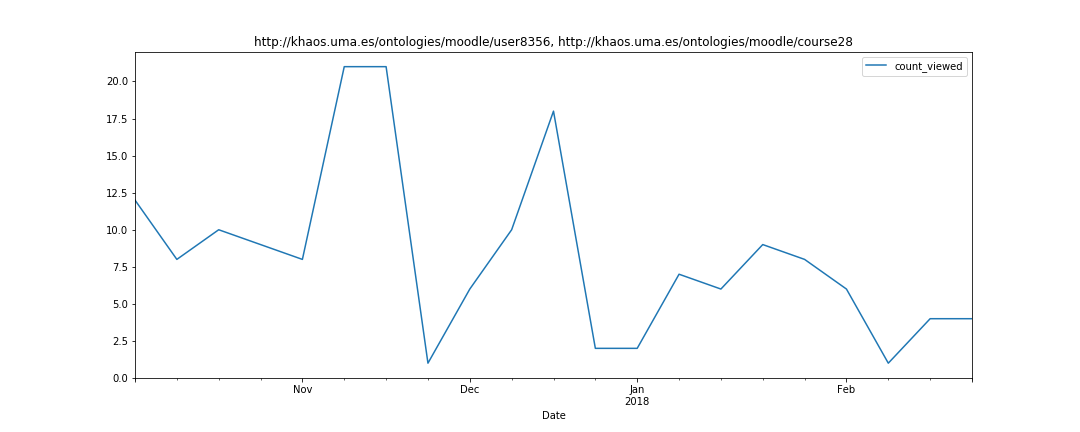 http://khaos.uma.es/ontologies/moodle/user8356, http://khaos.uma.es/ontologies/moodle/course28
count_viewed
20.0
17.5
15.0
12.5
10.0
7.5
5.0
2.5
0.0
Nov
Dec
Jan
2018
Feb
Date